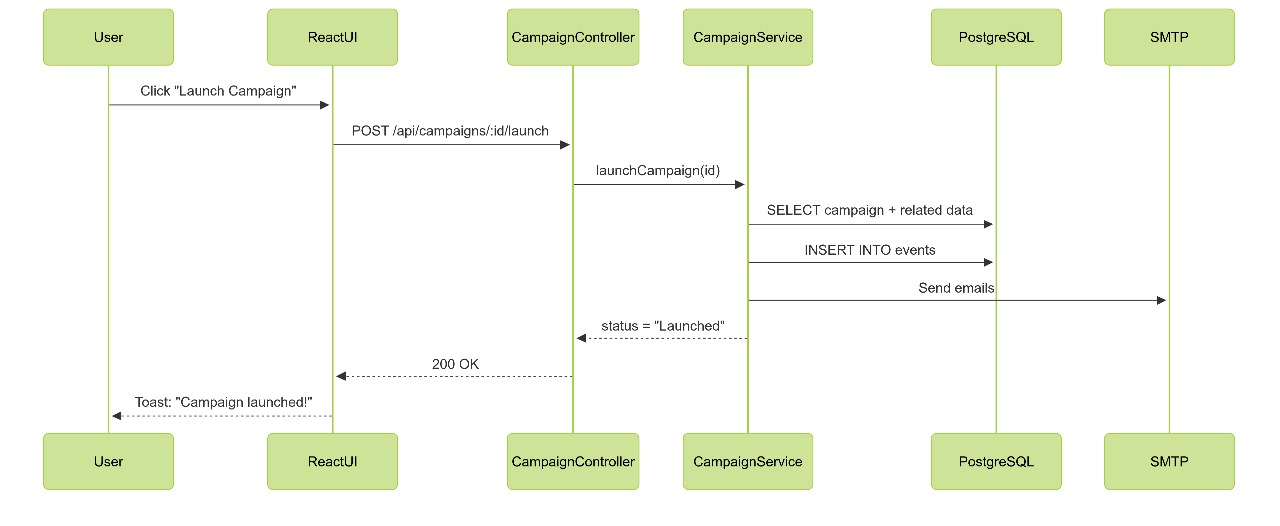 User
ReactUI
CampaignController
CampaignService
PostgreSQL
SMTP
Click "Launch Campaign"
POST /api/campaigns/:id/launch
launchCampaign(id)
SELECT campaign + related data
INSERT INTO events
Send emails
status = "Launched"
200 OK
Toast: "Campaign launched!"
User
ReactUI
CampaignController
CampaignService
PostgreSQL
SMTP